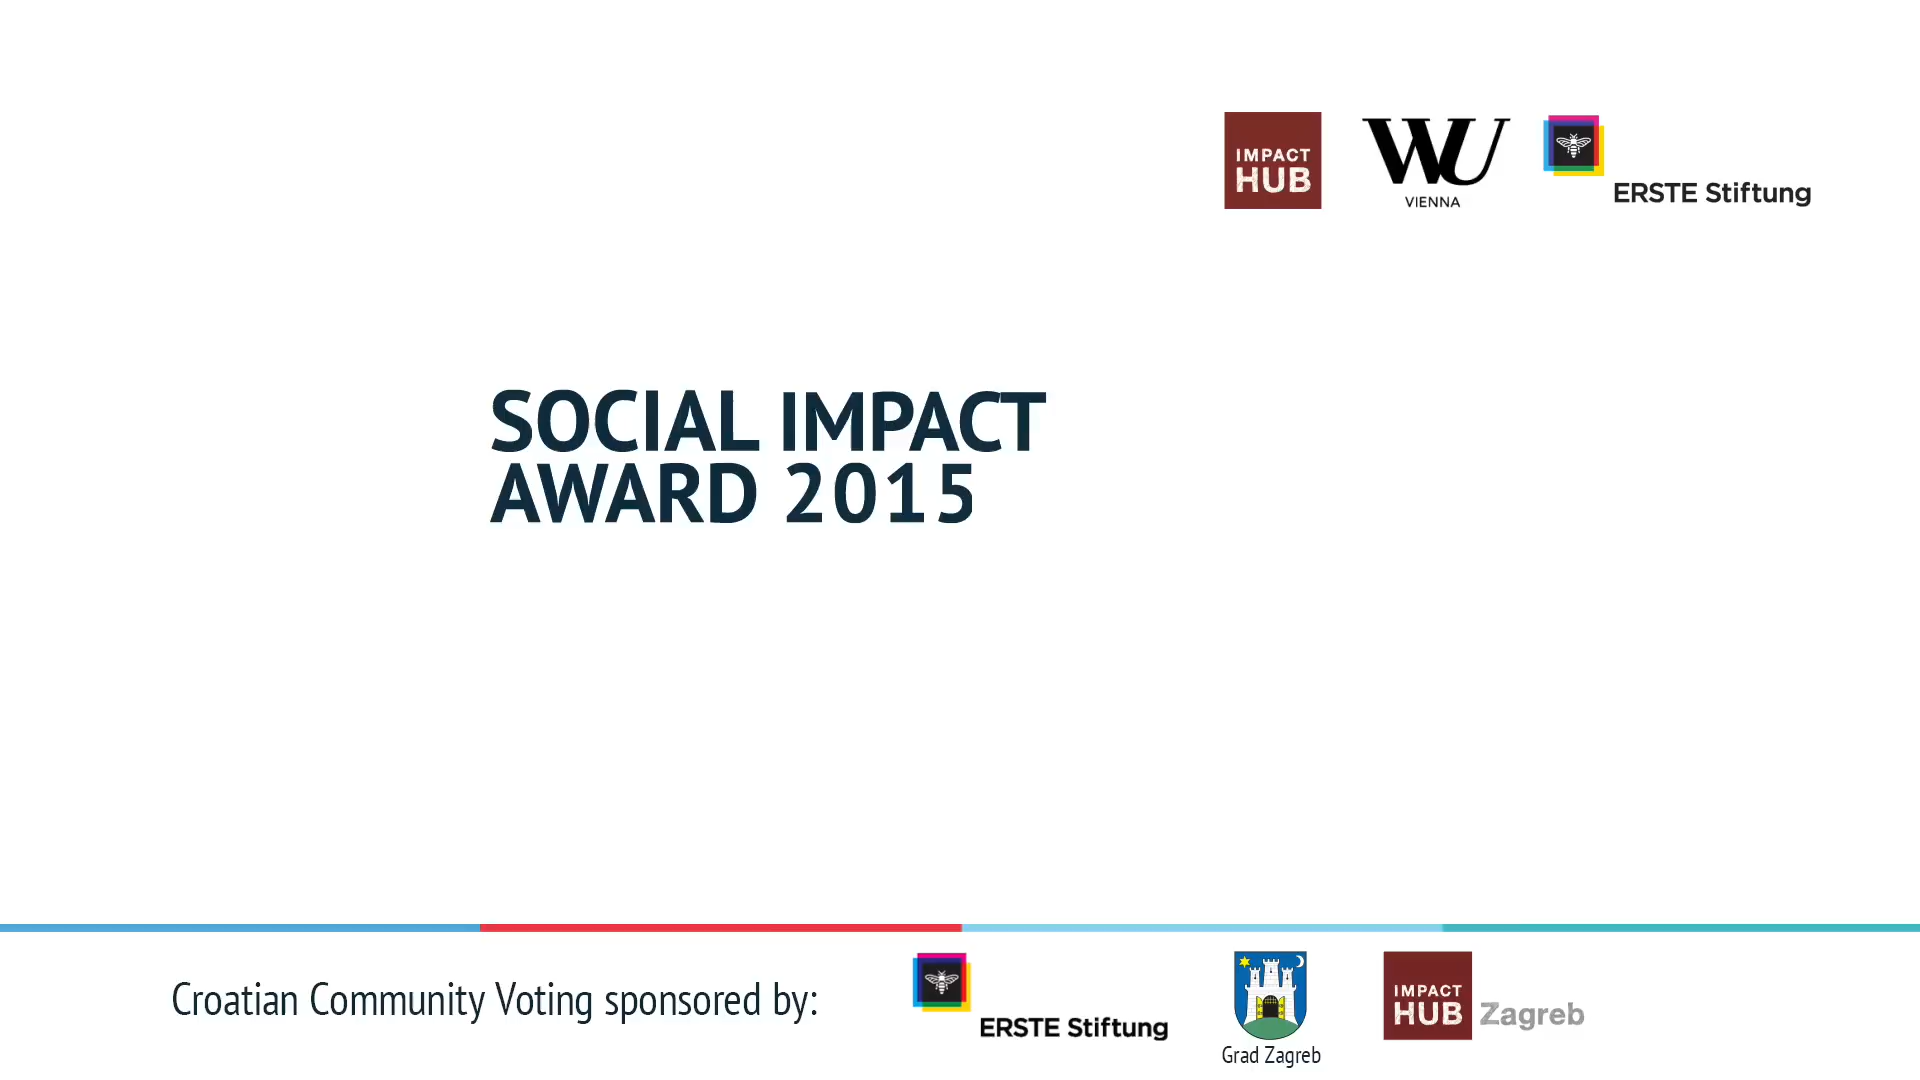 IMPACT
HUB
WU
VIENNA
ERSTE Stiftung
SOCIAL IMPACT
AWARD 2015
Croatian Community Voting sponsored by:
ERSTE Stiftung
Grad Zagreb
IMPACT
HUB Zagreb